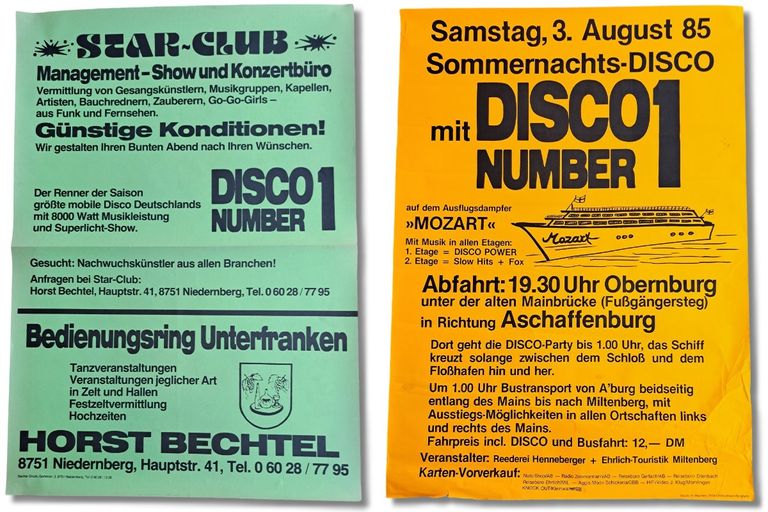 STAR-CLUB
Management-Show und Konzertbüro
Vermittlung von Gesangskünstlern, Musikgruppen, Kapellen,
Artisten, Bauchrednern, Zauberern, Go-Go-Girls –
aus Funk und Fernsehen.
Günstige Konditionen!
Wir gestalten Ihren Bunten Abend nach Ihren Wünschen.
Der Renner der Saison
größte mobile Disco Deutschlands
mit 8000 Watt Musikleistung
und Superlicht-Show.
DISCO 1
NUMBER
Gesucht: Nachwuchskünstler aus allen Branchen!
Anfragen bei Star-Club:
Horst Bechtel, Hauptstr. 41, 8751 Niedernberg, Tel. 0 60 28 / 77 95
Bedienungsring Unterfranken
Tanzveranstaltungen
Veranstaltungen jeglicher Art
in Zelt und Hallen
Festzeltvermittlung
Hochzeiten
HORST BECHTEL
8751 Niedernberg, Hauptstr. 41, Tel. 0 60 28 / 77 95
Samstag, 3. August 85
Sommernachts-DISCO
mit DISCO 1
NUMBER
auf dem Ausflugsdampfer
»MOZART«
Mozart
Mit Musik in allen Etagen:
1. Etage = DISCO POWER
2. Etage = Slow Hits + Fox
Abfahrt: 19.30 Uhr Obernburg
unter der alten Mainbrücke (Fußgängersteg)
in Richtung Aschaffenburg
Dort geht die DISCO-Party bis 1.00 Uhr, das Schiff
kreuzt solange zwischen dem Schloß und dem
Floßhafen hin und her.
Um 1.00 Uhr Bustransport von A'burg beidseitig
entlang des Mains bis nach Miltenberg, mit
Ausstiegs-Möglichkeiten in allen Ortschaften links
und rechts des Mains.
Fahrpreis incl. DISCO und Busfahrt: 12,— DM
Veranstalter: Reederei Henneberger + Ehrlich-Touristik Miltenberg
Karten-Vorverkauf: